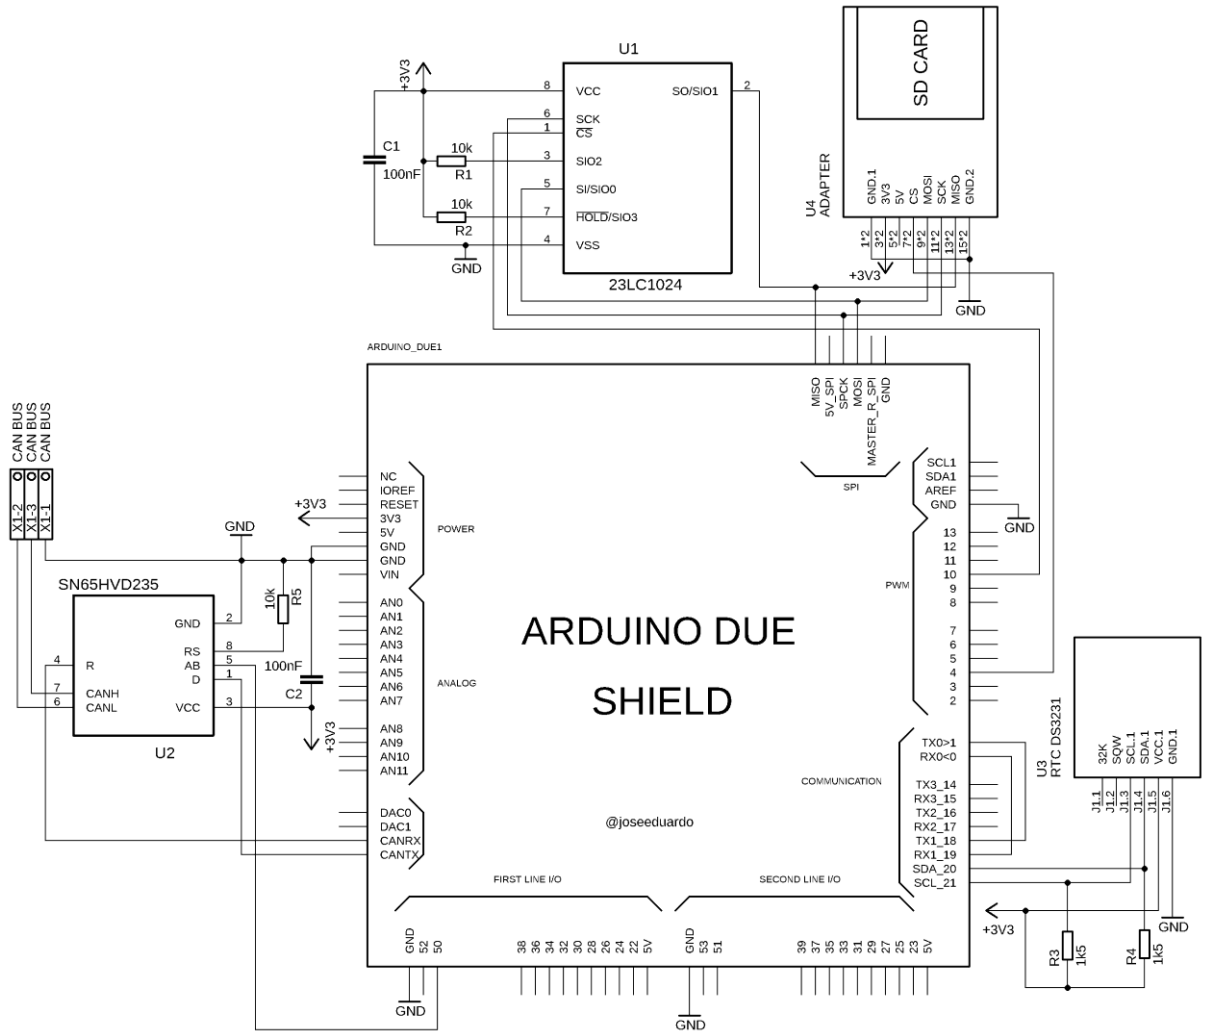 U1
+3V3
8
VCC
SO/SIO1
2
6
SCK
1
CS
C1
100nF
10k
R1
3
SIO2
5
SI/SIO0
10k
R2
7
HOLD/SIO3
4
VSS
GND
23LC1024
SD CARD
U4
ADAPTER
GND.1
3V3
5V
CS
MOSI
SCK
MISO
GND.2
1*2
3*2
5*2
7*2
9*2
11*2
13*2
15*2
+3V3
GND
ARDUINO_DUE1
MISO
5V_SPI
SPCK
MOSI
MASTER_R_SPI
GND
SPI
CAN BUS
CAN BUS
CAN BUS
X1-2
X1-3
X1-1
GND
+3V3
NC
IOREF
RESET
3V3
5V
GND
GND
VIN
POWER
AN0
AN1
AN2
AN3
AN4
AN5
AN6
AN7
AN8
AN9
AN10
AN11
ANALOG
DAC0
DAC1
CANRX
CANTX
SN65HVD235
GND
2
RS
8
4
R
AB
5
D
1
7
CANH
6
CANL
VCC
3
U2
10k
R5
100nF
C2
+3V3
ARDUINO DUE
SHIELD
@joseeduardo
SCL1
SDA1
AREF
GND
GND
13
12
11
10
9
8
PWM
7
6
5
4
3
2
COMMUNICATION
TX0>1
RX0<0
TX3_14
RX3_15
TX2_16
RX2_17
TX1_18
RX1_19
SDA_20
SCL_21
U3
RTC DS3231
32K
SQW
SCL.1
SDA.1
VCC.1
GND.1
J1.1
J1.2
J1.3
J1.4
J1.5
J1.6
+3V3
GND
R3
1k5
R4
1k5
FIRST LINE I/O
SECOND LINE I/O
GND
52
50
38
36
34
32
30
28
26
24
22
5V
GND
53
51
39
37
35
33
31
29
27
25
23
5V
GND
GND